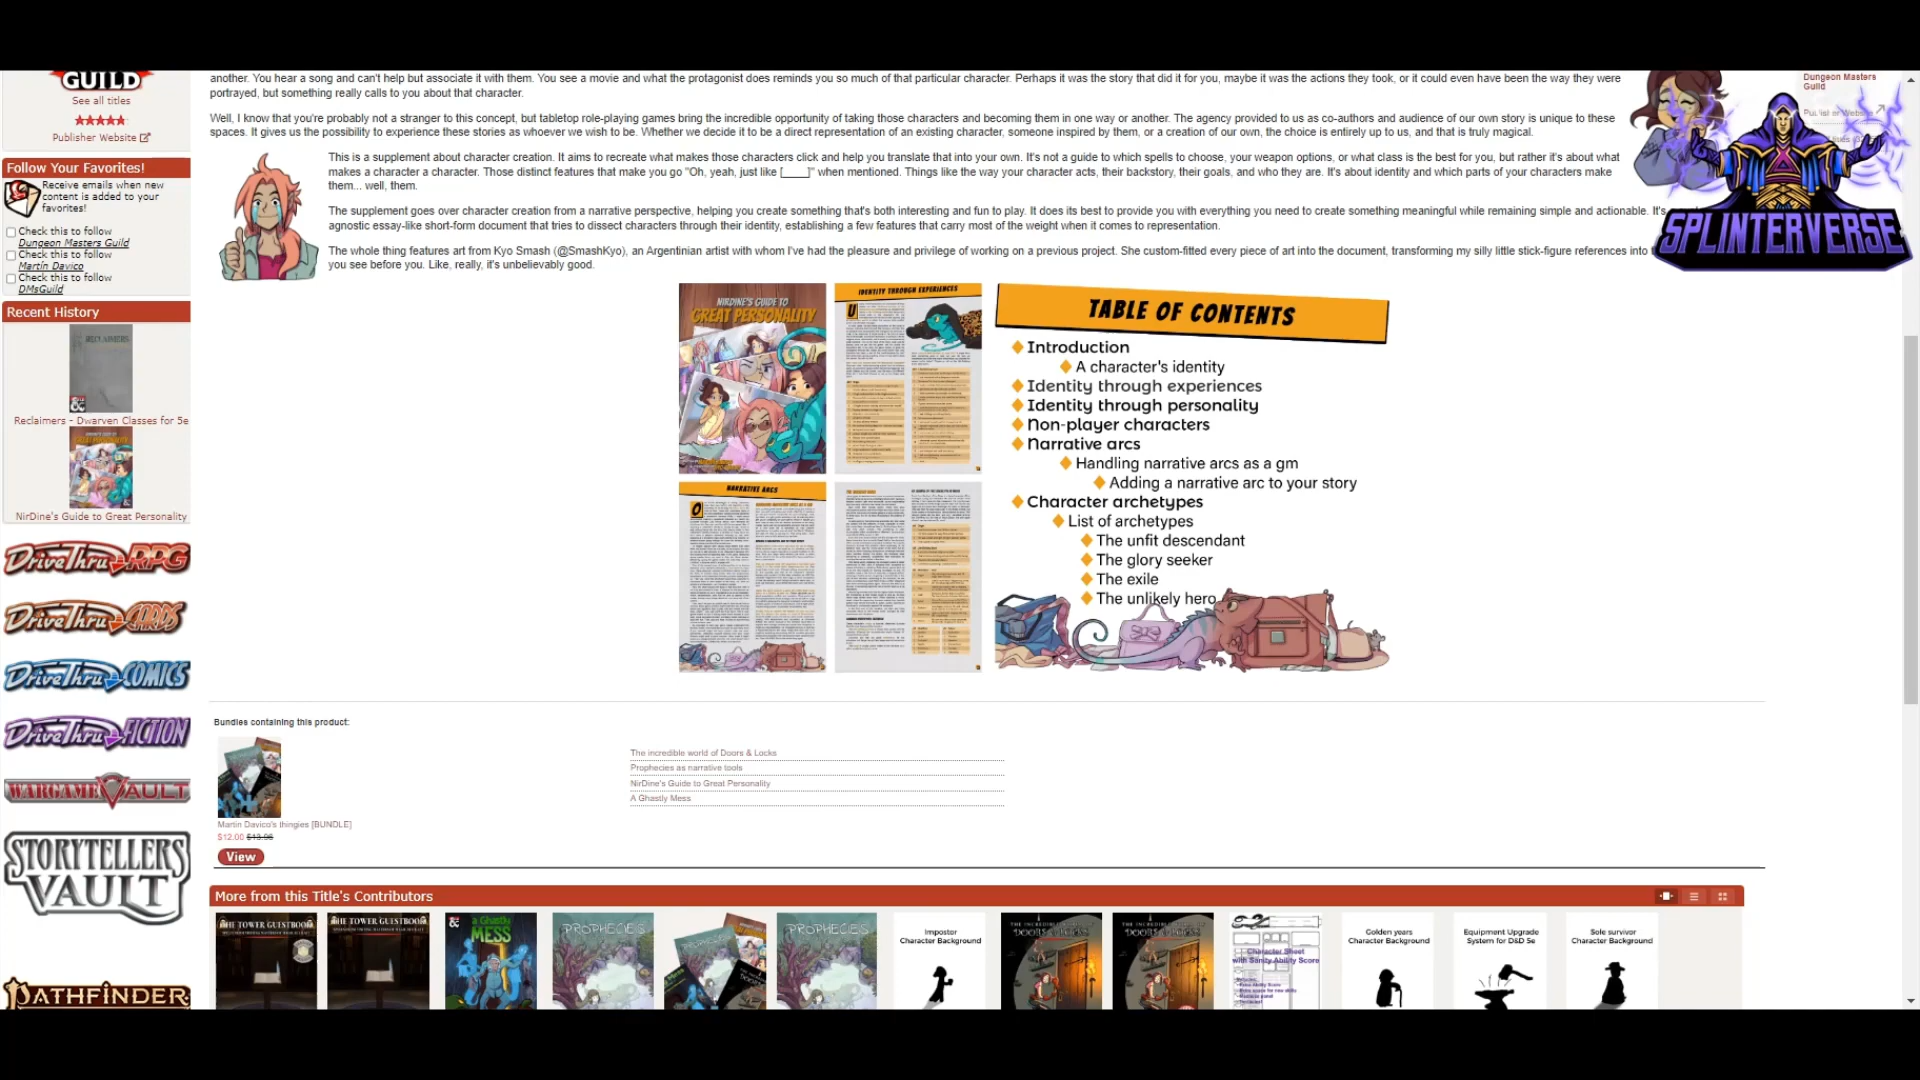 GUILD
See all titles
Publisher Website
Follow Your Favorites!
Receive emails when new
content is added to your
favorites!
Check this to follow
Dungeon Masters Guild
Check this to follow
Martín Davico
Check this to follow
DMsGuild
Recent History
RECLAIMERS
Reclaimers - Dwarven Classes for 5e
NirDine's Guide to Great Personality
DriveThruRPG
DriveThruCARDS
DriveThruCOMICS
DriveThruFICTION
WARGAMEVAULT
STORYTELLERS
VAULT
PATHFINDER
another. You hear a song and can't help but associate it with them. You see a movie and what the protagonist does reminds you so much of that particular character. Perhaps it was the story that did it for you, maybe it was the actions they took, or it could even have been the way they were
portrayed, but something really calls to you about that character.
Well, I know that you're probably not a stranger to this concept, but tabletop role-playing games bring the incredible opportunity of taking those characters and becoming them in one way or another. The agency provided to us as co-authors and audience of our own story is unique to these
spaces. It gives us the possibility to experience these stories as whoever we wish to be. Whether we decide it to be a direct representation of an existing character, someone inspired by them, or a creation of our own, the choice is entirely up to us, and that is truly magical.
This is a supplement about character creation. It aims to recreate what makes those characters click and help you translate that into your own. It's not a guide to which spells to choose, your weapon options, or what class is the best for you, but rather it's about what
makes a character a character. Those distinct features that make you go "Oh, yeah, just like [____]" when mentioned. Things like the way your character acts, their backstory, their goals, and who they are. It's about identity and which parts of your characters make
them... well, them.
The supplement goes over character creation from a narrative perspective, helping you create something that's both interesting and fun to play. It does its best to provide you with everything you need to create something meaningful while remaining simple and actionable. It's
agnostic essay-like short-form document that tries to dissect characters through their identity, establishing a few features that carry most of the weight when it comes to representation.
The whole thing features art from Kyo Smash (@SmashKyo), an Argentinian artist with whom I've had the pleasure and privilege of working on a previous project. She custom-fitted every piece of art into the document, transforming my silly little stick-figure references into
you see before you. Like, really, it's unbelievably good.
Dungeon Masters
Guild
SPLINTERVERSE
NIRDINE'S GUIDE TO
GREAT PERSONALITY
IDENTITY THROUGH EXPERIENCES
NARRATIVE ARCS
TABLE OF CONTENTS
Introduction
A character's identity
Identity through experiences
Identity through personality
Non-player characters
Narrative arcs
Handling narrative arcs as a gm
Adding a narrative arc to your story
Character archetypes
List of archetypes
The unfit descendant
The glory seeker
The exile
The unlikely hero
Bundles containing this product:
Martín Davico's thingies [BUNDLE]
$12.00 $13.96
View
The incredible world of Doors & Locks
Prophecies as narrative tools
NirDine's Guide to Great Personality
A Ghastly Mess
More from this Title's Contributors
THE TOWER GUESTBOOK
THE TOWER GUESTBOOK
a Ghastly
MESS
PROPHECIES
PROPHECIES
PROPHECIES
Impostor
Character Background
THE INCREDIBLE WORLD OF
DOORS & LOCKS
THE INCREDIBLE WORLD OF
DOORS & LOCKS
Character Sheet
with Sanity Ability Score
Golden years
Character Background
Equipment Upgrade
System for D&D 5e
Sole survivor
Character Background